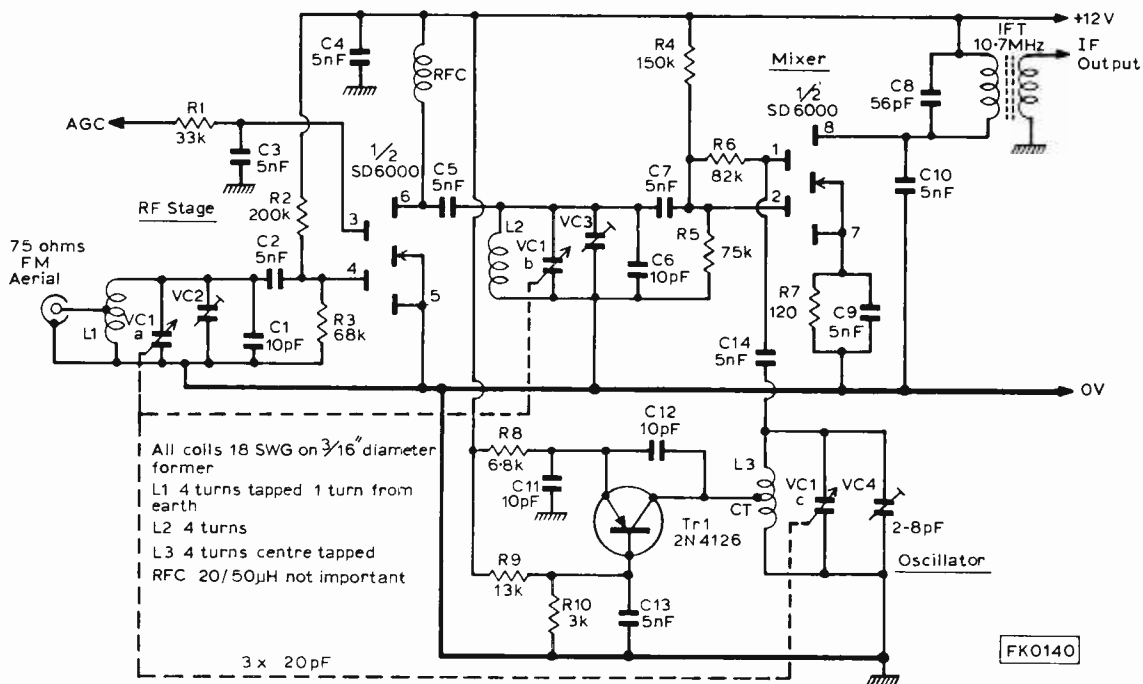 +12V
C4
5nF
RFC
R4
150k
IFT
10·7MHz
IF
Output
Mixer
C8
56pF
1/2
SD6000
8
R1
33k
AGC
C3
5nF
1/2
SD6000
6
C5
5nF
C7
5nF
R6
82k
1
2
C10
5nF
RF Stage
R2
200k
3
4
5
7
75 ohms
FM
Aerial
C2
5nF
L1
VC1
a
VC2
C1
10pF
R3
68k
L2
VC1
b
VC3
C6
10pF
R5
75k
R7
120
C9
5nF
C14
5nF
0V
All coils 18 SWG on 3/16" diameter
former
L1 4 turns tapped 1 turn from
earth
L2 4 turns
L3 4 turns centre tapped
RFC 20/50µH not important
R8
6·8k
C11
10pF
C12
10pF
Tr1
2N4126
L3
CT
VC1
c
VC4
2-8pF
Oscillator
R9
13k
R10
3k
C13
5nF
3 x 20pF
FK0140